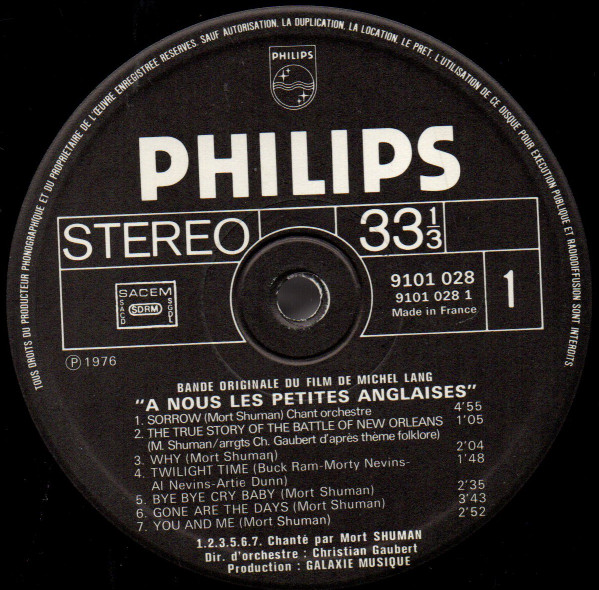 TOUS DROITS DU PRODUCTEUR PHONOGRAPHIQUE ET DU PROPRIETAIRE DE L'ŒUVRE ENREGISTREE RESERVES. SAUF AUTORISATION, LA DUPLICATION, LA LOCATION, LE PRET, L'UTILISATION DE CE DISQUE POUR EXECUTION PUBLIQUE ET RADIODIFFUSION SONT INTERDITS
PHILIPS
PHILIPS
STEREO 33 1/3
9101 028
9101 028 1
Made in France
1
SACEM
SACD SDRM SGDL
Ⓟ 1976
BANDE ORIGINALE DU FILM DE MICHEL LANG
"A NOUS LES PETITES ANGLAISES"
1. SORROW (Mort Shuman) Chant orchestre 4'55
2. THE TRUE STORY OF THE BATTLE OF NEW ORLEANS 1'05
(M. Shuman/arrgts Ch. Gaubert d'après thème folklore)
3. WHY (Mort Shuman) 2'04
4. TWILIGHT TIME (Buck Ram-Morty Nevins- 1'48
Al Nevins-Artie Dunn)
5. BYE BYE CRY BABY (Mort Shuman) 2'35
6. GONE ARE THE DAYS (Mort Shuman) 3'43
7. YOU AND ME (Mort Shuman) 2'52
1.2.3.5.6.7. Chanté par Mort SHUMAN
Dir. d'orchestre : Christian Gaubert
Production : GALAXIE MUSIQUE